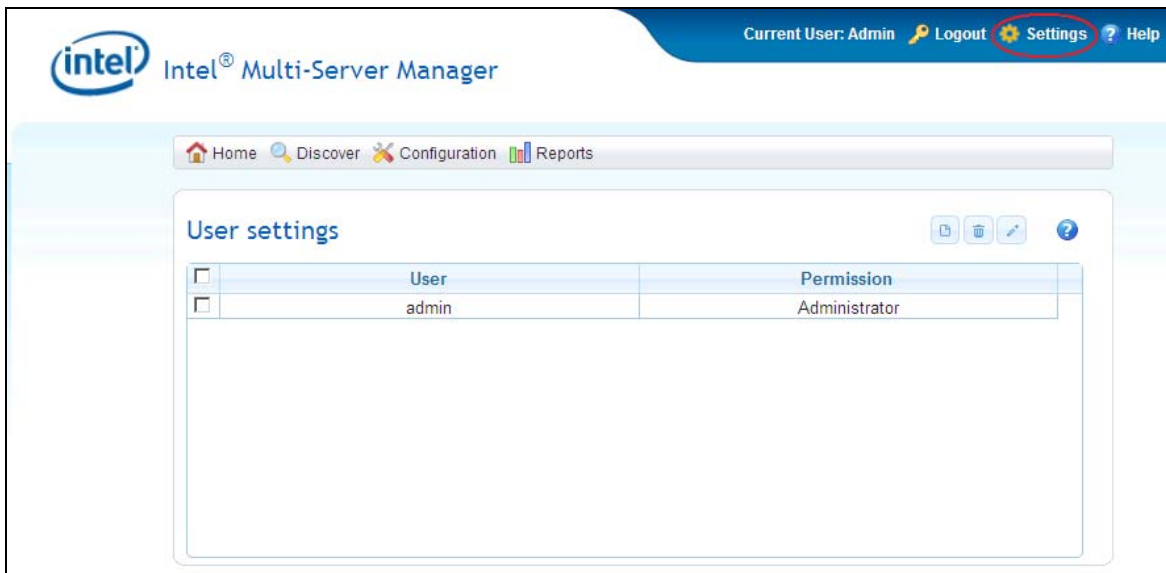 Current User: Admin Logout Settings ? Help
intel Intel® Multi-Server Manager
Home Discover Configuration Reports
User settings ?
User Permission
admin Administrator